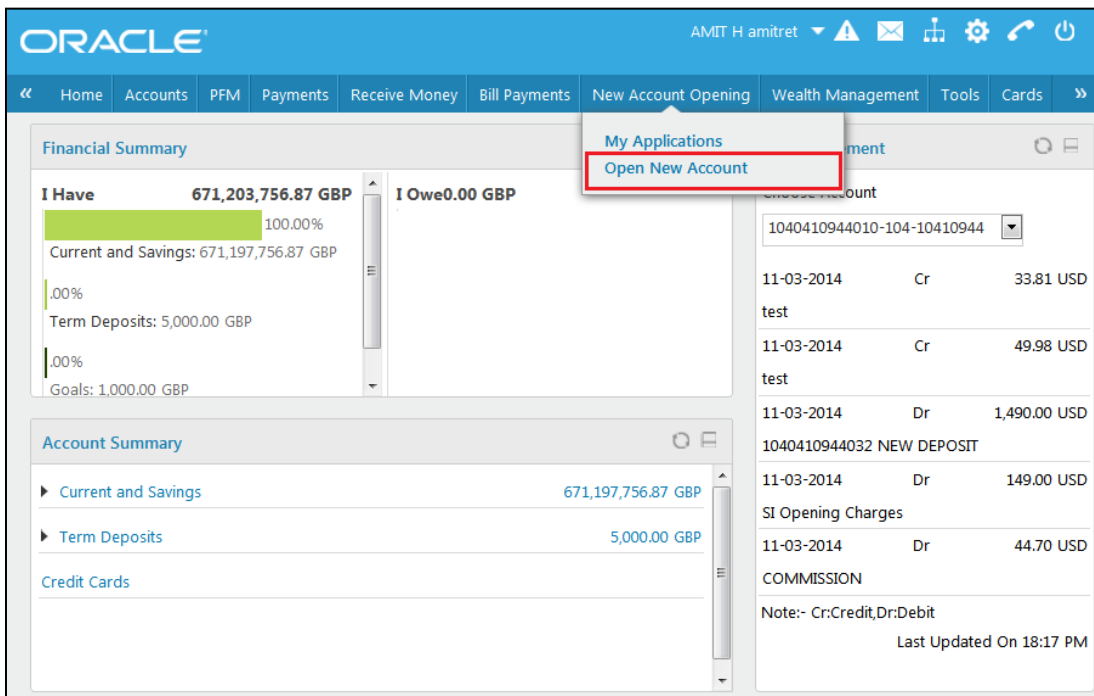 ORACLE
AMIT H amitret
« Home Accounts PFM Payments Receive Money Bill Payments New Account Opening Wealth Management Tools Cards »
My Applications
Open New Account
Financial Summary
I Have 671,203,756.87 GBP
100.00%
Current and Savings: 671,197,756.87 GBP
.00%
Term Deposits: 5,000.00 GBP
.00%
Goals: 1,000.00 GBP
I Owe0.00 GBP
Account Summary
Current and Savings 671,197,756.87 GBP
Term Deposits 5,000.00 GBP
Credit Cards
1040410944010-104-10410944
11-03-2014 Cr 33.81 USD
test
11-03-2014 Cr 49.98 USD
test
11-03-2014 Dr 1,490.00 USD
1040410944032 NEW DEPOSIT
11-03-2014 Dr 149.00 USD
SI Opening Charges
11-03-2014 Dr 44.70 USD
COMMISSION
Note:- Cr:Credit,Dr:Debit
Last Updated On 18:17 PM